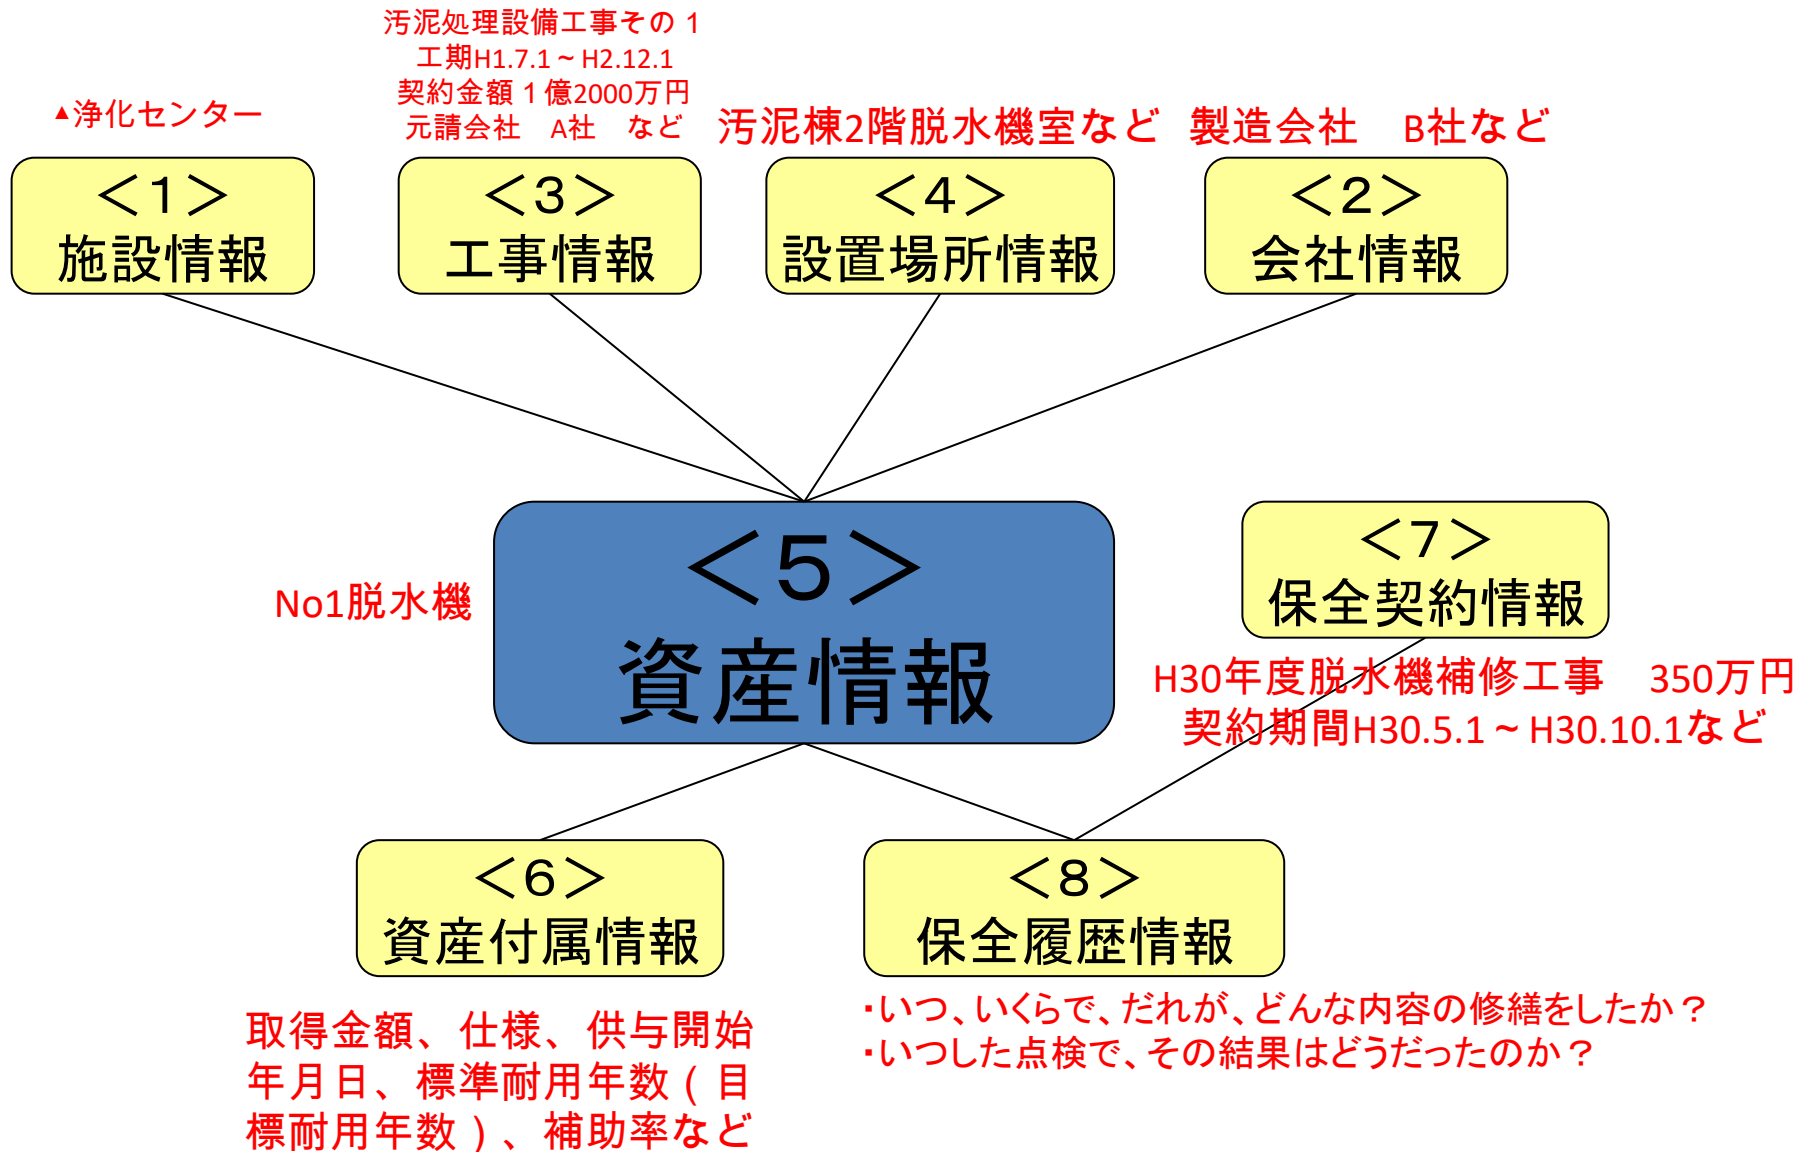 汚泥処理設備工事その１
工期H1.7.1～H2.12.1
契約金額１億2000万円
元請会社　A社　など
▲浄化センター
汚泥棟2階脱水機室など
製造会社　B社など
＜1＞
施設情報
＜3＞
工事情報
＜4＞
設置場所情報
＜2＞
会社情報
No1脱水機
＜5＞
資産情報
＜7＞
保全契約情報
H30年度脱水機補修工事　350万円
契約期間H30.5.1～H30.10.1など
＜6＞
資産付属情報
＜8＞
保全履歴情報
取得金額、仕様、供与開始
年月日、標準耐用年数（目
標耐用年数）、補助率など
・いつ、いくらで、だれが、どんな内容の修繕をしたか？
・いつした点検で、その結果はどうだったのか？